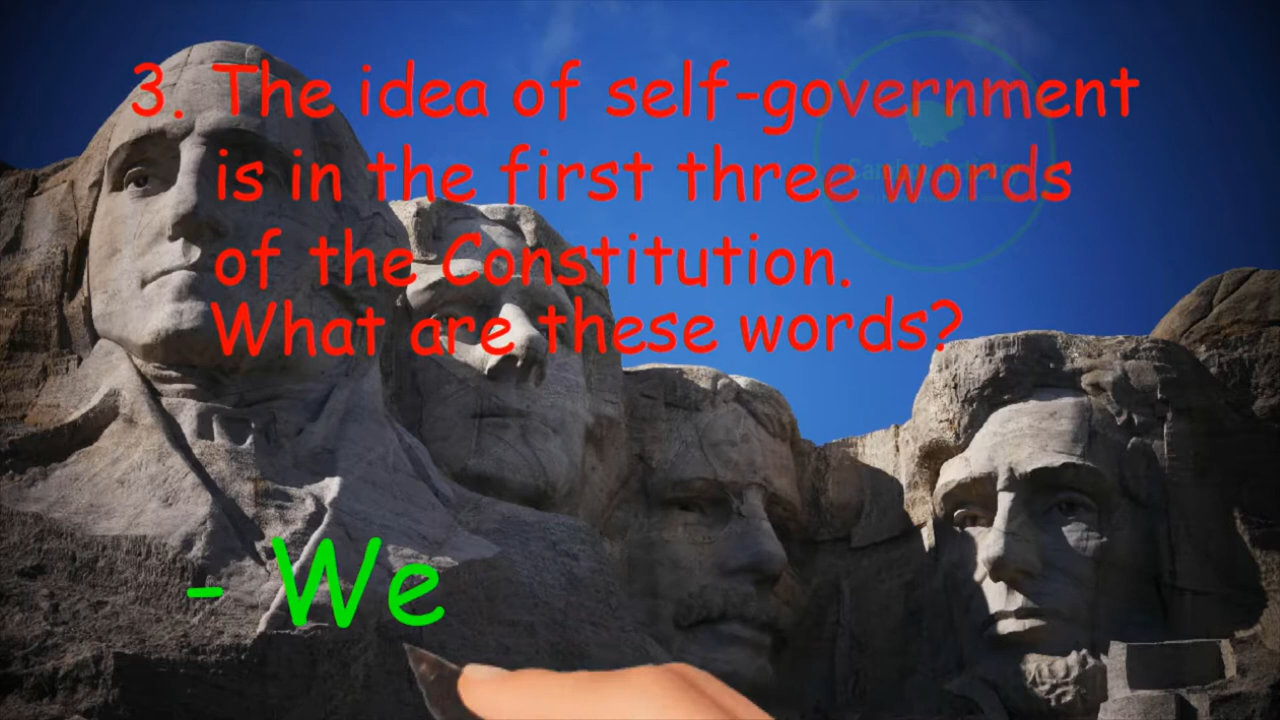 3. The idea of self-government
is in the first three words
of the Constitution.
What are these words?
- We